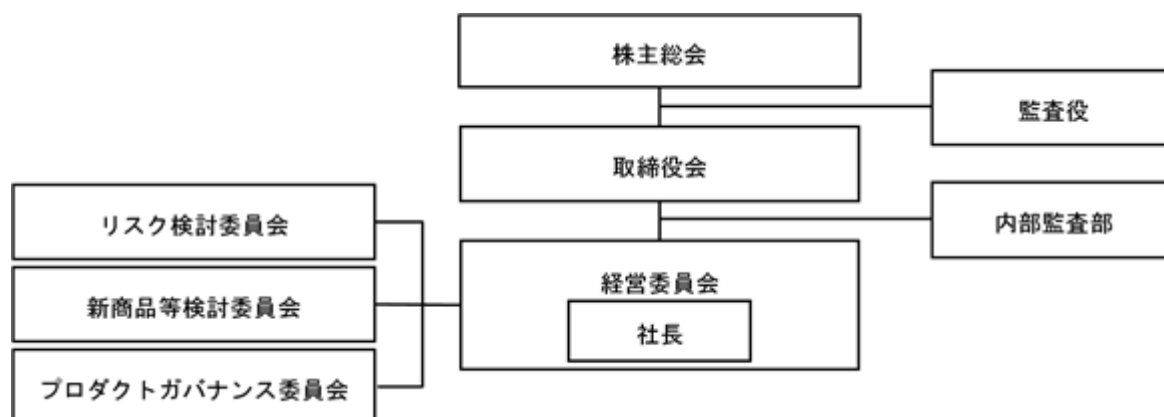 株主総会
監査役
取締役会
リスク検討委員会
内部監査部
経営委員会
新商品等検討委員会
社長
プロダクトガバナンス委員会